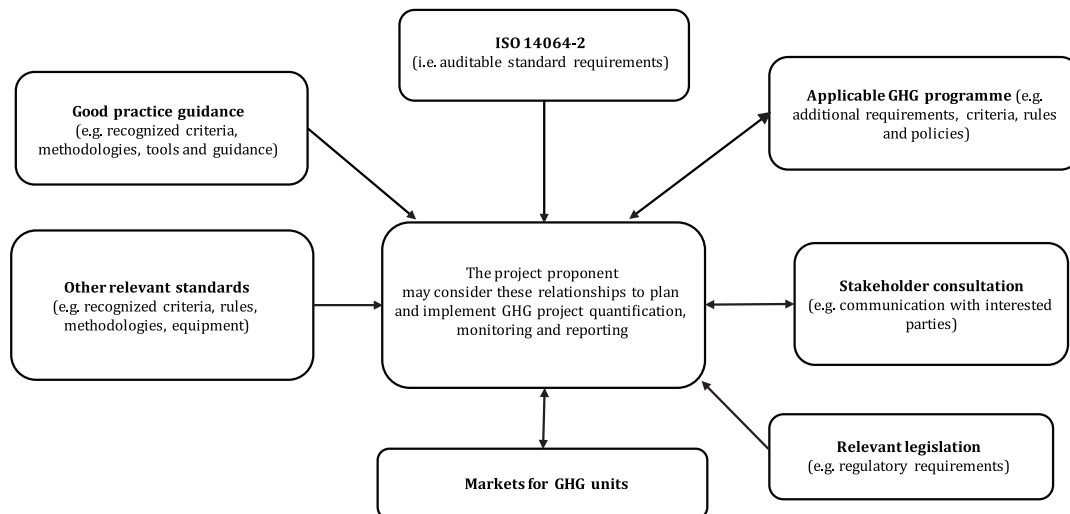 ISO 14064-2
(i.e. auditable standard requirements)
Good practice guidance
(e.g. recognized criteria,
methodologies, tools and guidance)
Applicable GHG programme (e.g.
additional requirements, criteria, rules
and policies)
Other relevant standards
(e.g. recognized criteria, rules,
methodologies, equipment)
The project proponent
may consider these relationships to plan
and implement GHG project quantification,
monitoring and reporting
Stakeholder consultation
(e.g. communication with interested
parties)
Relevant legislation
(e.g. regulatory requirements)
Markets for GHG units